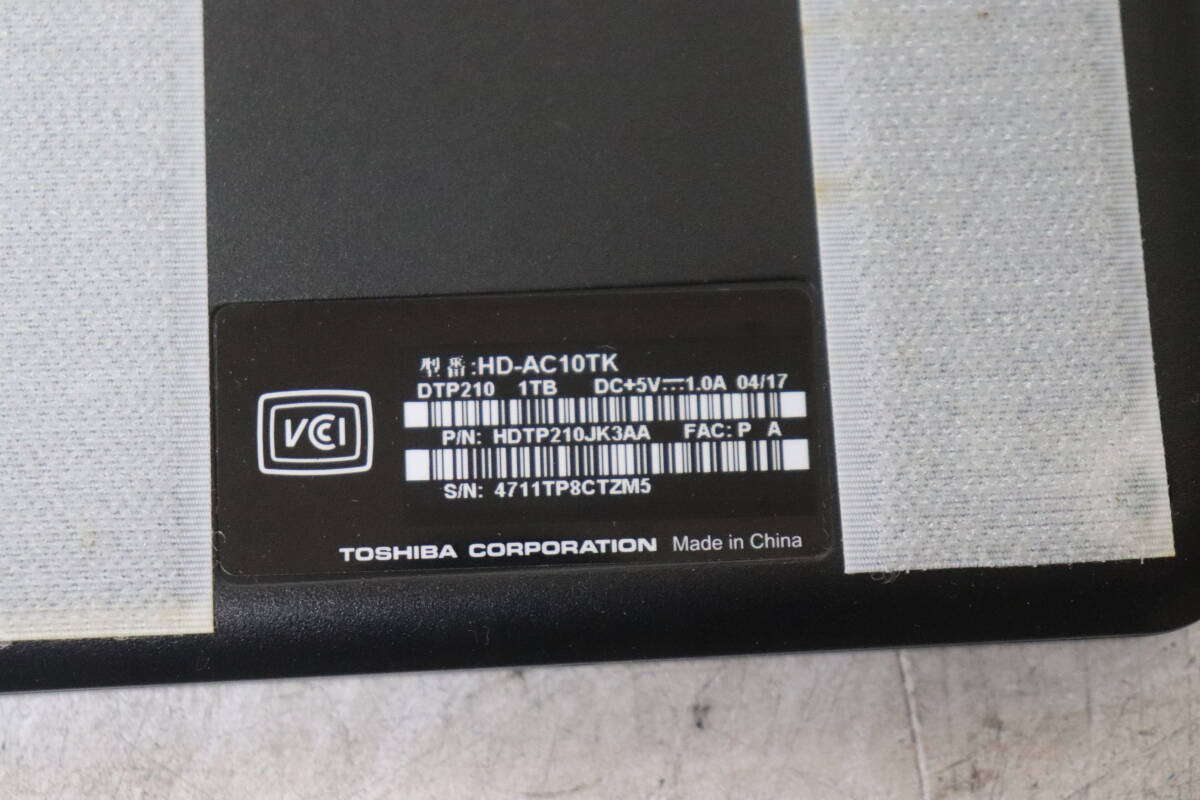 型番:HD-AC10TK
DTP210 1TB DC+5V⎓1.0A 04/17
P/N: HDTP210JK3AA FAC: P A
S/N: 4711TP8CTZM5
VCCI
TOSHIBA CORPORATION Made in China